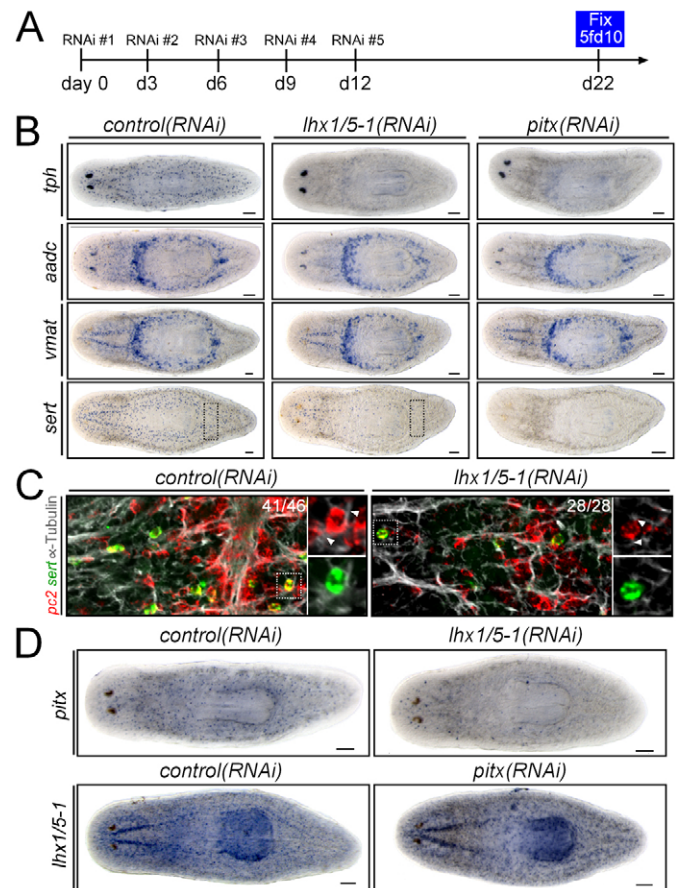 A
RNAi #1 RNAi #2 RNAi #3 RNAi #4 RNAi #5
Fix
5fd10
day 0 d3 d6 d9 d12 d22
B
control(RNAi) lhx1/5-1(RNAi) pitx(RNAi)
tph
aadc
vmat
sert
C
control(RNAi) lhx1/5-1(RNAi)
pc2 sert α-Tubulin
41/46 28/28
D
control(RNAi) lhx1/5-1(RNAi)
pitx
control(RNAi) pitx(RNAi)
lhx1/5-1